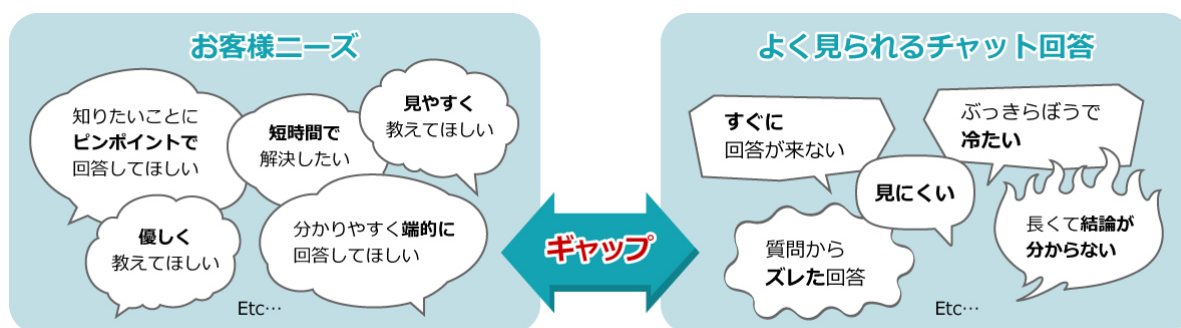 お客様ニーズ
知りたいことに
ピンポイントで
回答してほしい
短時間で
解決したい
見やすく
教えてほしい
優しく
教えてほしい
分かりやすく端的に
回答してほしい
Etc…
ギャップ
よく見られるチャット回答
すぐに
回答が来ない
ぶっきらぼうで
冷たい
見にくい
質問から
ズレた回答
長くて結論が
分からない
Etc…